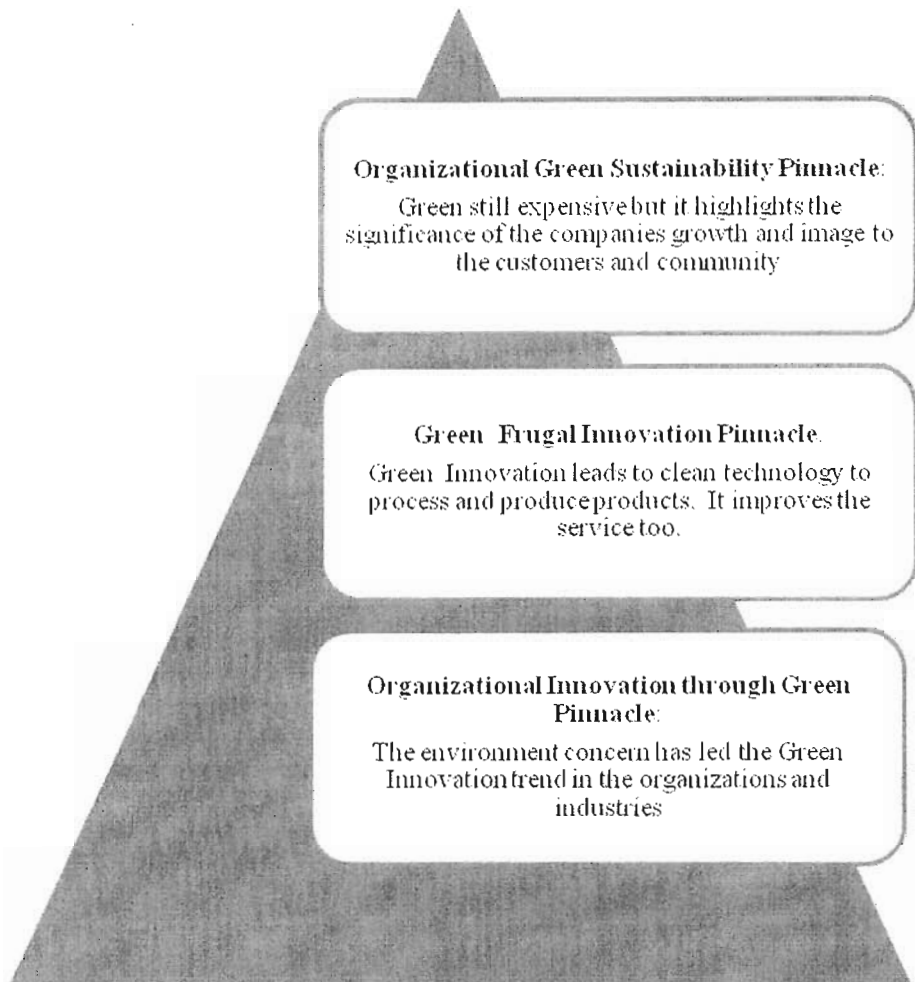 Organizational Green Sustainability Pinnacle:
Green still expensive but it highlights the
significance of the companies growth and image to
the customers and community
Green Frugal Innovation Pinnacle.
Green Innovation leads to clean technology to
process and produce products. It improves the
service too.
Organizational Innovation through Green
Pinnacle:
The environment concern has led the Green
Innovation trend in the organizations and
industries